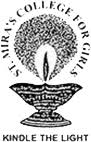 ST. MIRA'S COLLEGE FOR GIRLS
KINDLE THE LIGHT